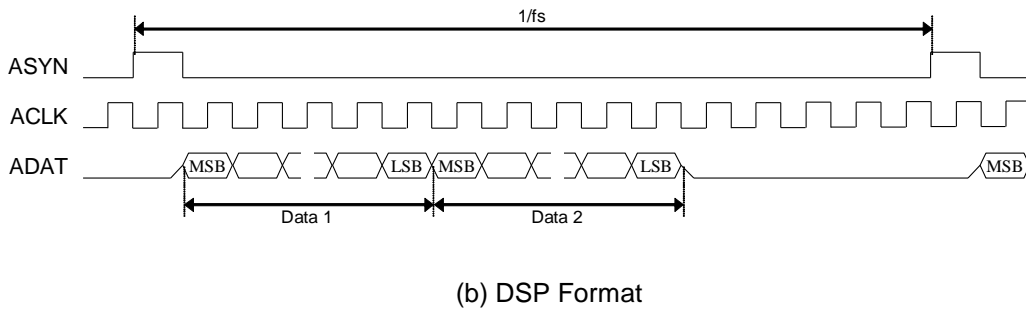 1/fs
ASYN
ACLK
ADAT MSB LSB MSB LSB MSB
Data 1 Data 2
(b) DSP Format